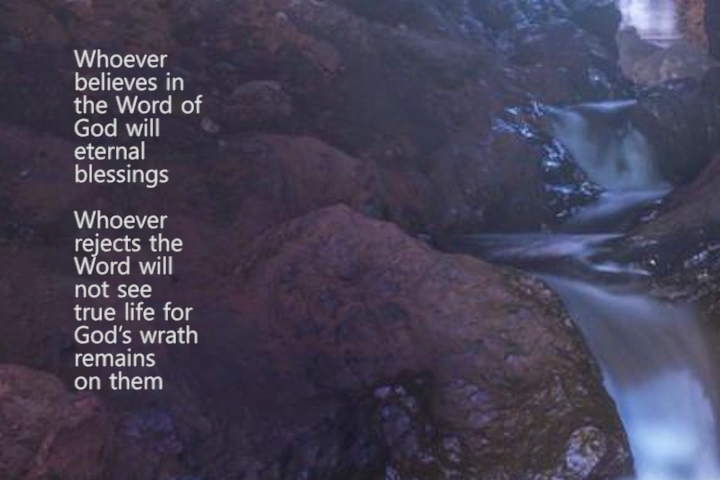 Whoever
believes in
the Word of
God will
eternal
blessings
Whoever
rejects the
Word will
not see
true life for
God's wrath
remains
on them